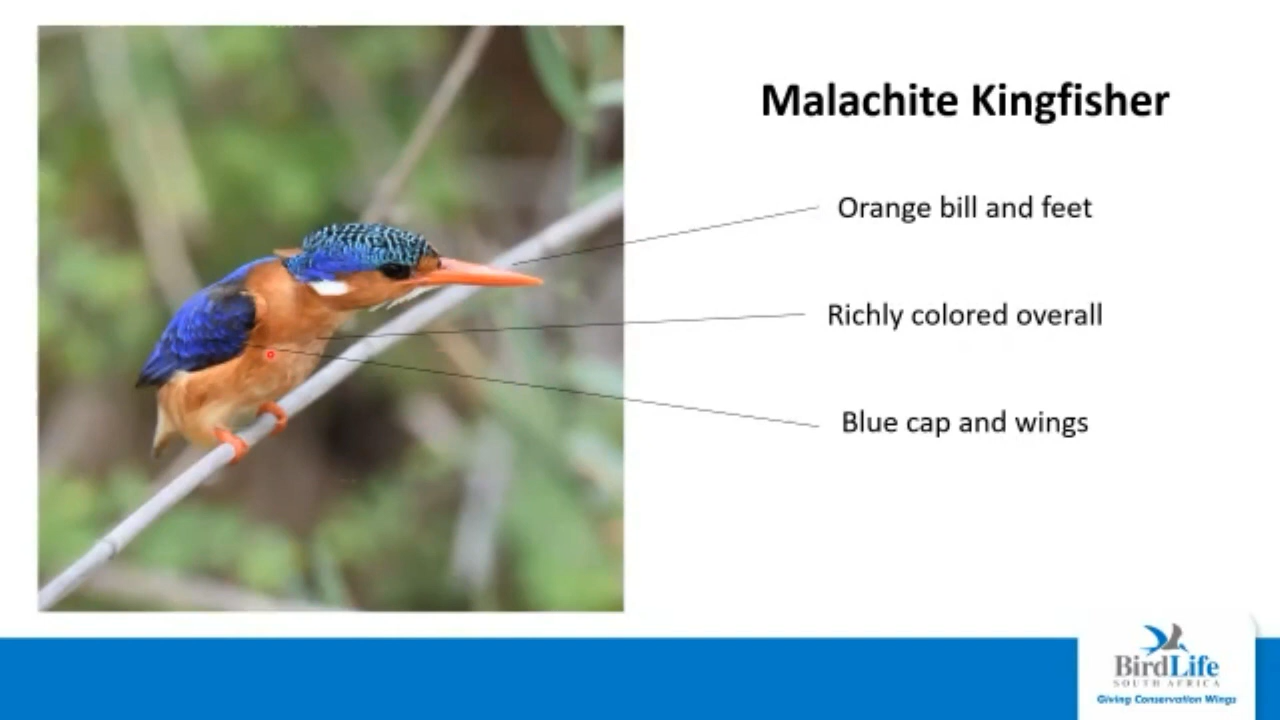 Malachite Kingfisher
Orange bill and feet
Richly colored overall
Blue cap and wings
BirdLife
SOUTH AFRICA
Giving Conservation Wings